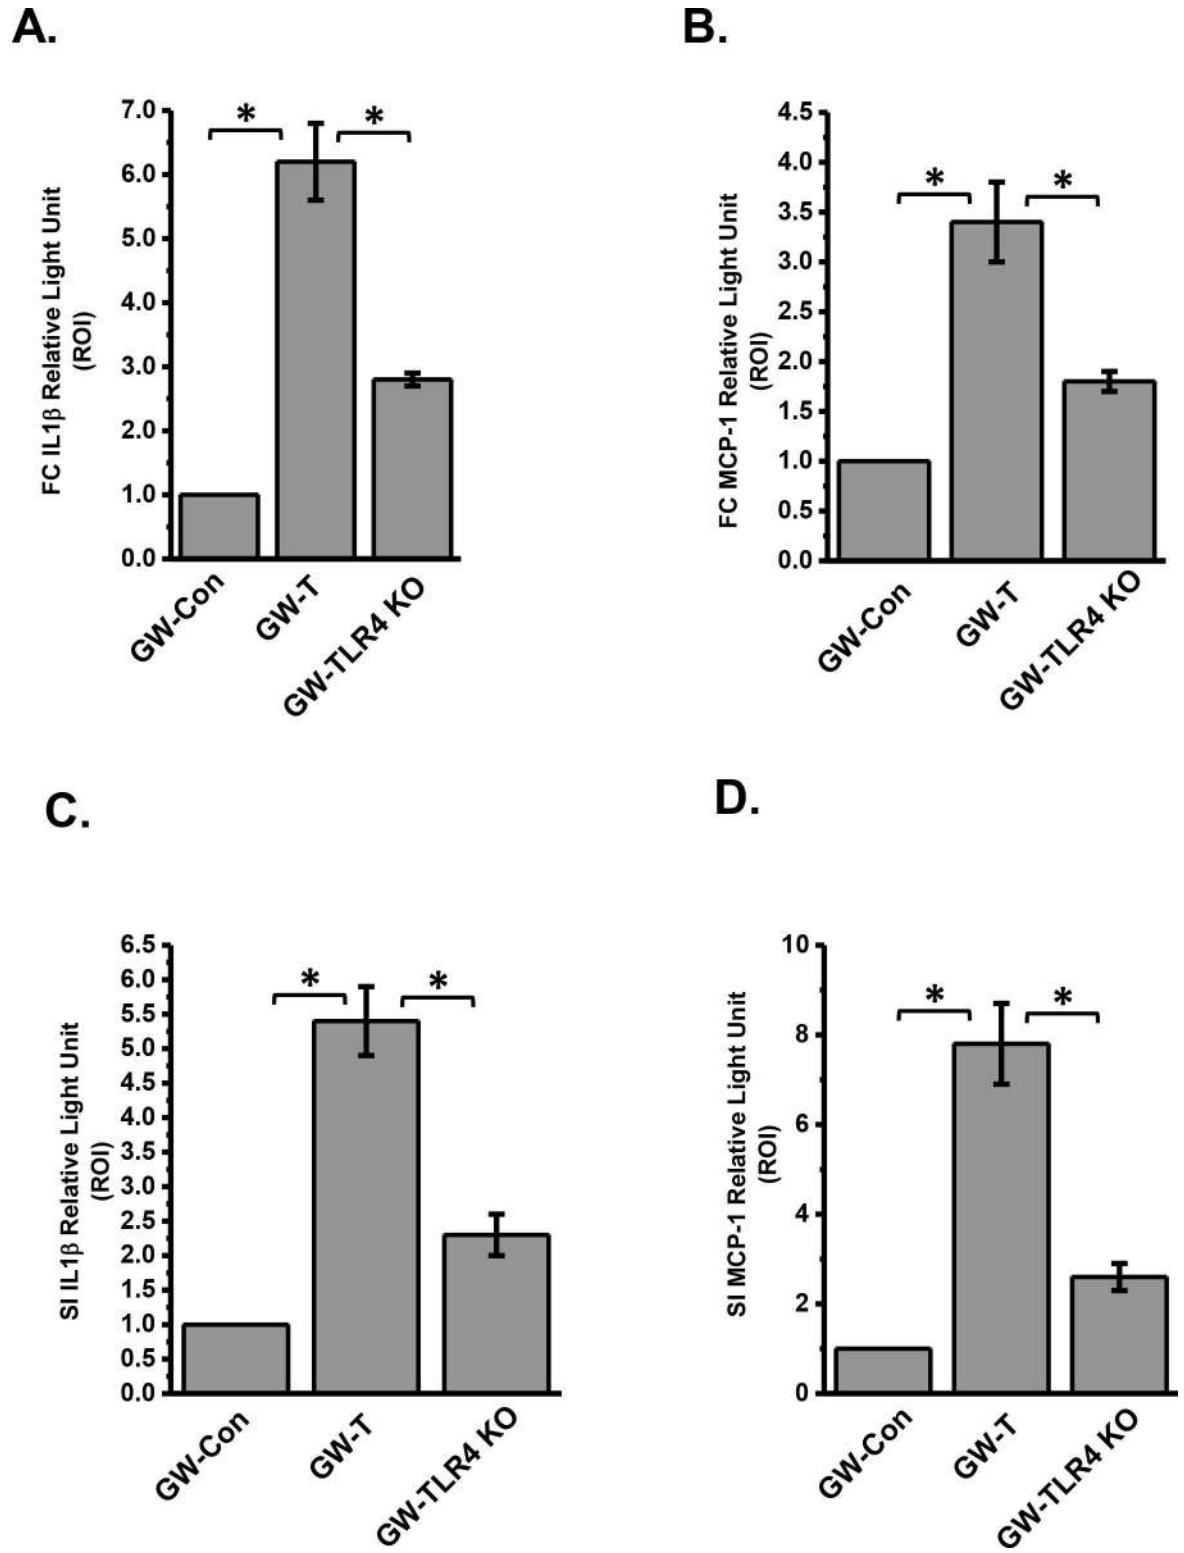 A.
FC IL1β Relative Light Unit
(ROI)
7.0
6.0
5.0
4.0
3.0
2.0
1.0
0.0
*
*
GW-Con
GW-T
GW-TLR4 KO
B.
FC MCP-1 Relative Light Unit
(ROI)
4.5
4.0
3.5
3.0
2.5
2.0
1.5
1.0
0.5
0.0
*
*
GW-Con
GW-T
GW-TLR4 KO
C.
SI IL1β Relative Light Unit
(ROI)
6.5
6.0
5.5
5.0
4.5
4.0
3.5
3.0
2.5
2.0
1.5
1.0
0.5
0.0
*
*
GW-Con
GW-T
GW-TLR4 KO
D.
SI MCP-1 Relative Light Unit
(ROI)
10
8
6
4
2
0
*
*
GW-Con
GW-T
GW-TLR4 KO